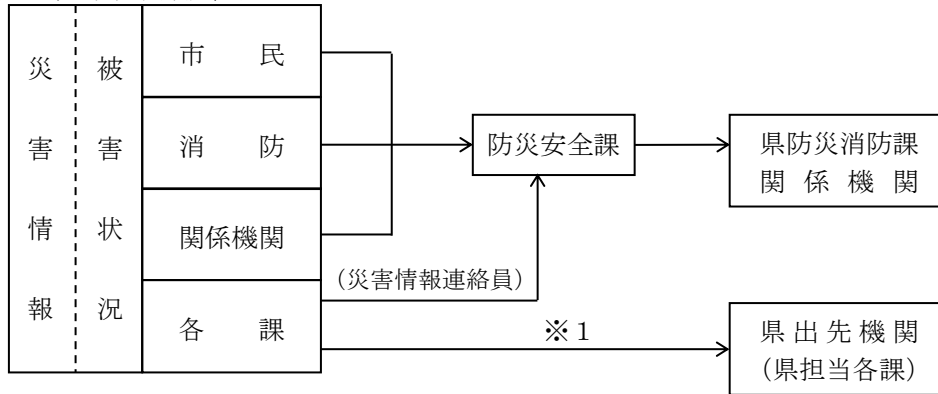 災害情報
被害状況
市民
消防
関係機関
各課
防災安全課
(災害情報連絡員)
※1
県防災消防課
関係機関
県出先機関
(県担当各課)